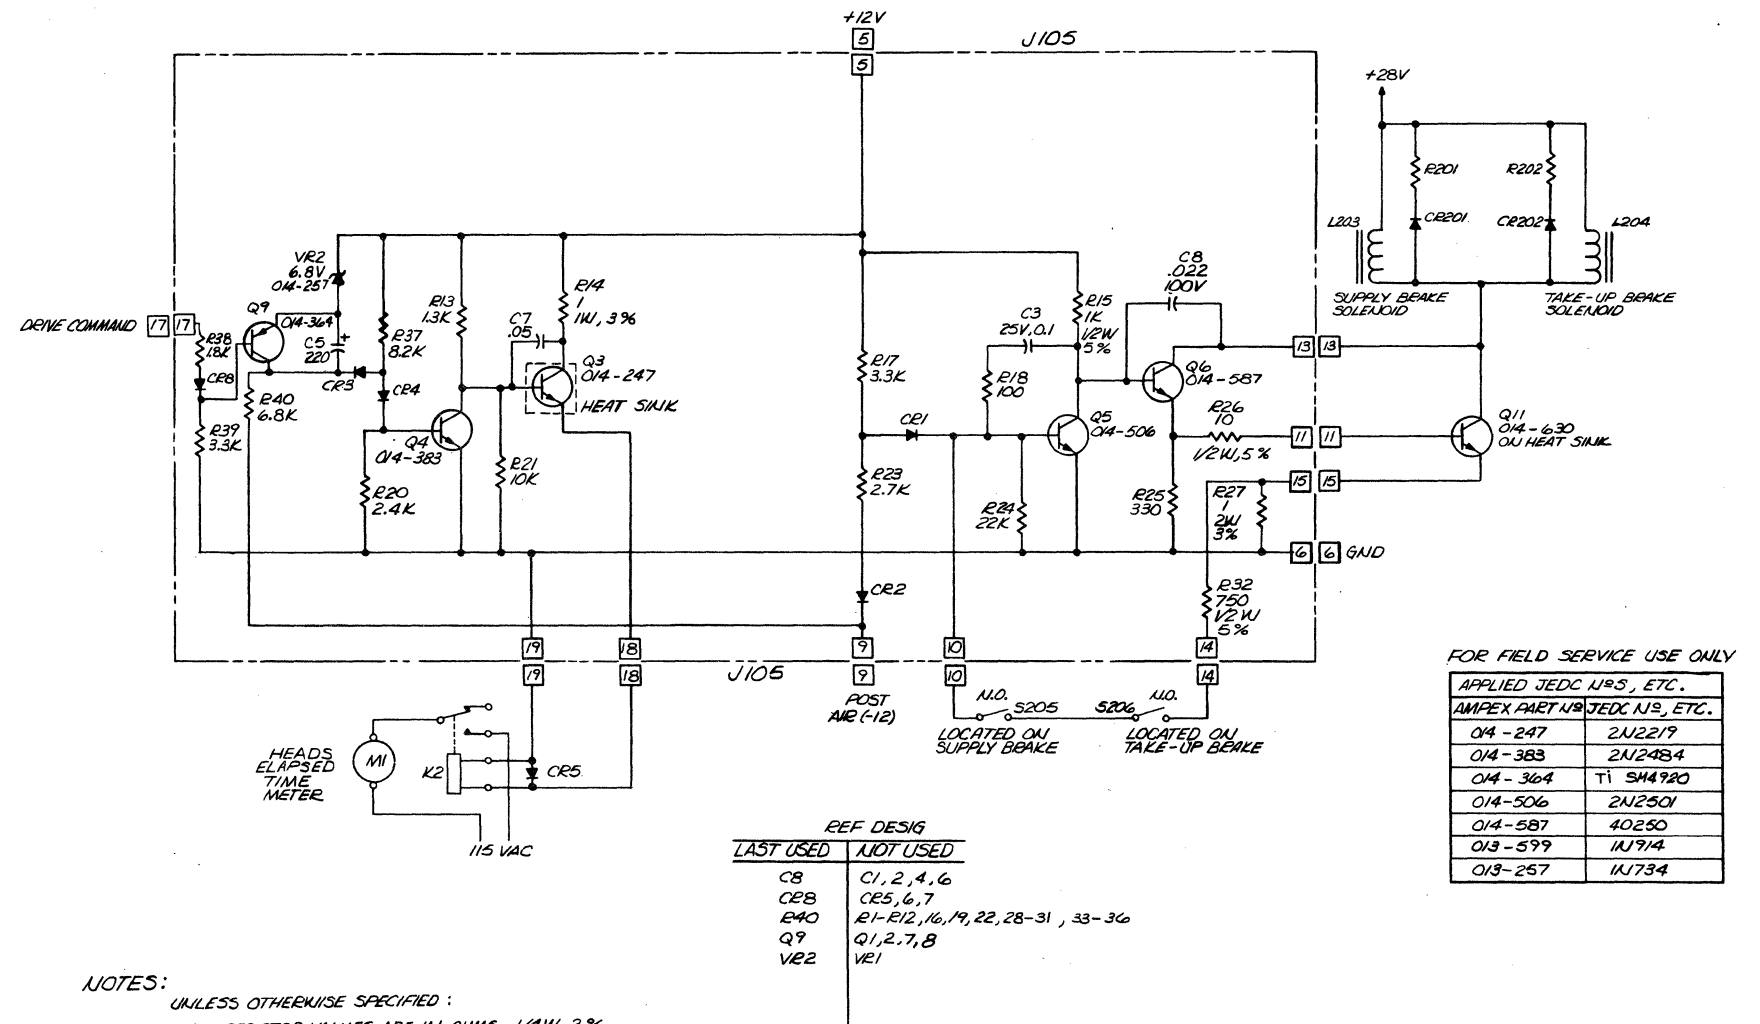 +12V
5
5
J105
+28V
R201
R202
CR201
CR202
L203
L204
SUPPLY BRAKE
SOLENOID
TAKE-UP BRAKE
SOLENOID
DRIVE COMMAND
17
17
R38
1.8K
CR8
R39
3.3K
Q9
014-364
VR2
6.8V
014-257
C5
220
+
CR3
R40
6.8K
R37
8.2K
CR4
R20
2.4K
Q4
014-383
R13
1.3K
C7
.05
R14
1
1W, 3%
Q3
014-247
HEAT SINK
R21
10K
R17
3.3K
CR1
R23
2.7K
CR2
C3
25V, 0.1
R18
100
R15
1K
1/2W
5%
R24
22K
Q5
014-506
C8
.022
100V
Q6
014-587
R26
10
1/2W, 5%
R25
330
R27
1
2W
3%
R32
750
1/2W
5%
13
13
11
11
15
15
6
6
GND
Q11
014-630
ON HEAT SINK
19
18
9
10
14
19
18
J105
9
10
14
POST
AIR (-12)
N.O.
S205
LOCATED ON
SUPPLY BRAKE
N.O.
S206
LOCATED ON
TAKE-UP BRAKE
HEADS
ELAPSED
TIME
METER
M1
K2
CR5
115 VAC
REF DESIG
LAST USED NOT USED
C8 C1, 2, 4, 6
CR8 CR5, 6, 7
R40 R1-R12, 16, 19, 22, 28-31, 33-36
Q9 Q1, 2, 7, 8
VR2 VR1
FOR FIELD SERVICE USE ONLY
APPLIED JEDC NºS, ETC.
AMPEX PART Nº JEDC Nº, ETC.
014-247 2N2219
014-383 2N2484
014-364 Ti SM4920
014-506 2N2501
014-587 40250
013-599 1N914
013-257 1N734
NOTES:
UNLESS OTHERWISE SPECIFIED: